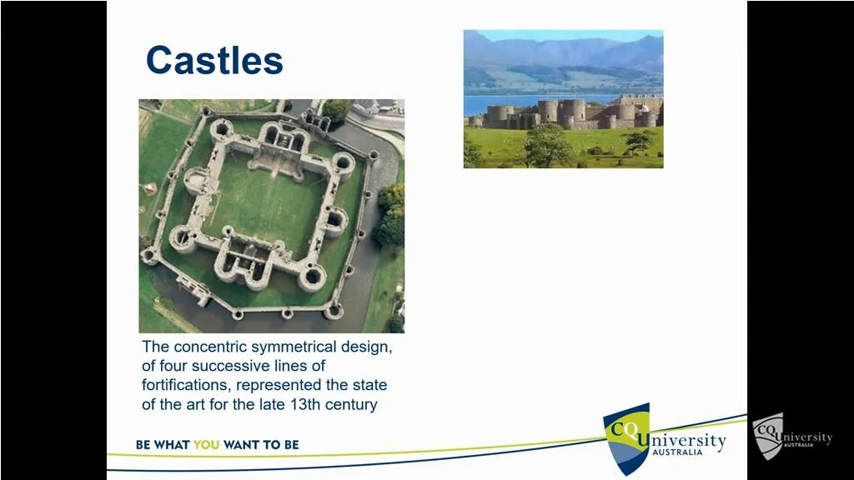 Castles
The concentric symmetrical design,
of four successive lines of
fortifications, represented the state
of the art for the late 13th century
BE WHAT YOU WANT TO BE
CQUniversity
AUSTRALIA
CQUniversity
AUSTRALIA